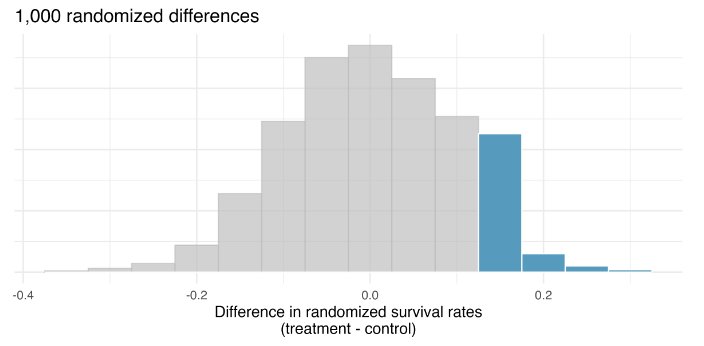 1,000 randomized differences
-0.4
-0.2
0.0
0.2
Difference in randomized survival rates
(treatment - control)